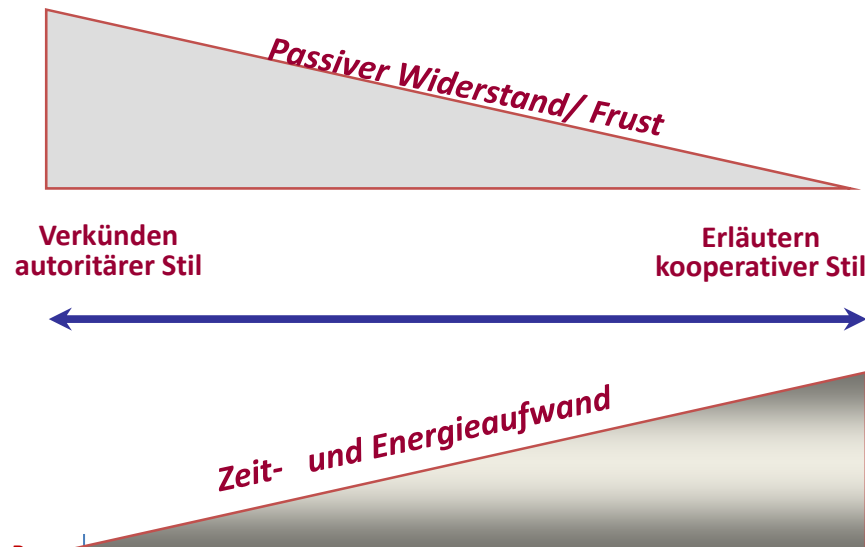 Passiver Widerstand/ Frust
Verkünden
autoritärer Stil
Erläutern
kooperativer Stil
Zeit- und Energieaufwand